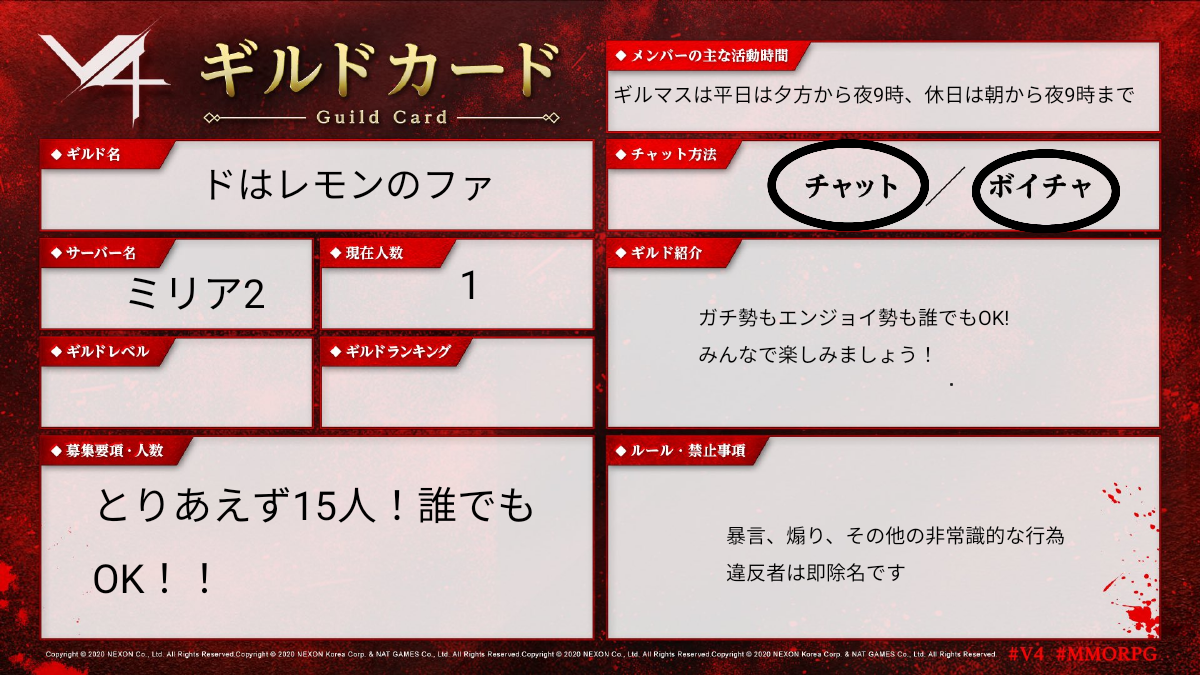 V4
ギルドカード
Guild Card
◆ メンバーの主な活動時間
ギルマスは平日は夕方から夜9時、休日は朝から夜9時まで
◆ ギルド名
ドはレモンのファ
◆ チャット方法
チャット／ボイチャ
◆ サーバー名
ミリア2
◆ 現在人数
1
◆ ギルド紹介
ガチ勢もエンジョイ勢も誰でもOK!
みんなで楽しみましょう！
.
◆ ギルドレベル
◆ ギルドランキング
◆ 募集要項・人数
とりあえず15人！誰でも
OK！！
◆ ルール・禁止事項
暴言、煽り、その他の非常識的な行為
違反者は即除名です
Copyright © 2020 NEXON Co., Ltd. All Rights Reserved.Copyright © 2020 NEXON Korea Corp. & NAT GAMES Co., Ltd. All Rights Reserved.Copyright © 2020 NEXON Co., Ltd. All Rights Reserved.Copyright © 2020 NEXON Korea Corp. & NAT GAMES Co., Ltd. All Rights Reserved.
#V4 #MMORPG